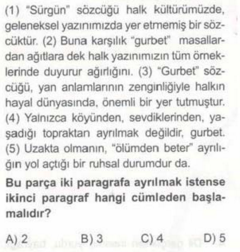 (1) "Sürgün" sözcüğü halk kültürümüzde,
geleneksel yazınımızda yer etmemiş bir söz-
cüktür. (2) Buna karşılık "gurbet" masallar-
dan ağıtlara dek halk yazınımızın tüm örnek-
lerinde duyurur ağırlığını. (3) "Gurbet" söz-
cüğü, yan anlamlarının zenginliğiyle halkın
hayal dünyasında, önemli bir yer tutmuştur.
(4) Yalnızca köyünden, sevdiklerinden, ya-
şadığı topraktan ayrılmak değildir, gurbet.
(5) Uzakta olmanın, "ölümden beter" ayrılı-
ğın yol açtığı bir ruhsal durumdur da.
Bu parça iki paragrafa ayrılmak istense
ikinci paragraf hangi cümleden başla-
malıdır?
A) 2 B) 3 C) 4 D) 5